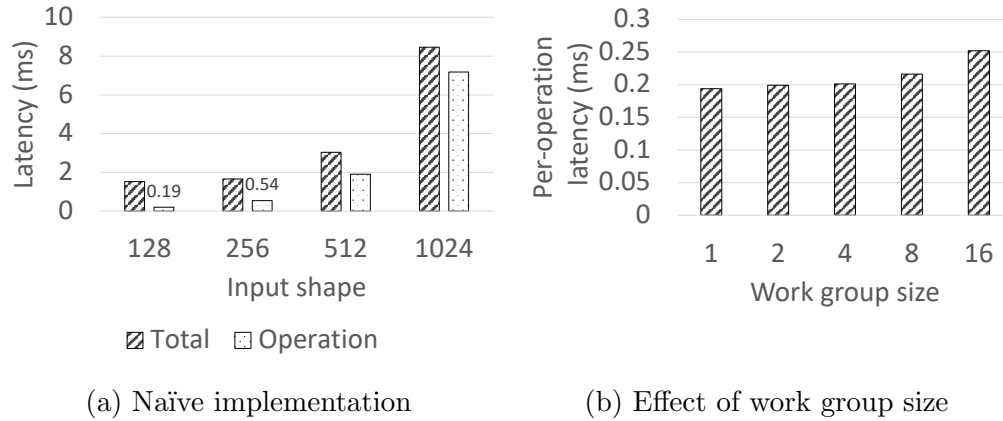 Latency (ms)
10
8
6
4
2
0
0.19
0.54
128 256 512 1024
Input shape
Total Operation
(a) Naïve implementation
Per-operation
latency (ms)
0.3
0.25
0.2
0.15
0.1
0.05
0
1 2 4 8 16
Work group size
(b) Effect of work group size